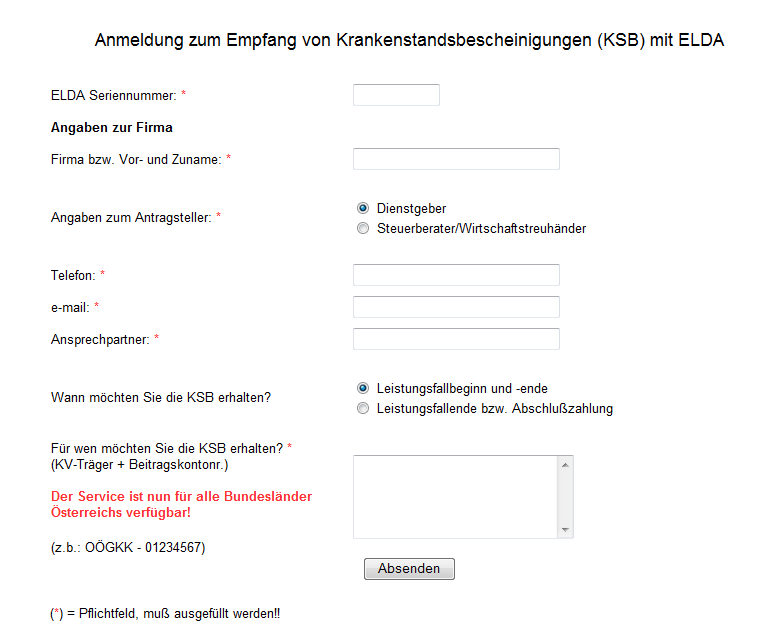 Anmeldung zum Empfang von Krankenstandsbescheinigungen (KSB) mit ELDA
ELDA Seriennummer: *
Angaben zur Firma
Firma bzw. Vor- und Zuname: *
Angaben zum Antragsteller: *
Dienstgeber
Steuerberater/Wirtschaftstreuhänder
Telefon: *
e-mail: *
Ansprechpartner: *
Wann möchten Sie die KSB erhalten?
Leistungsfallbeginn und -ende
Leistungsfallende bzw. Abschlußzahlung
Für wen möchten Sie die KSB erhalten? *
(KV-Träger + Beitragskontonr.)
Der Service ist nun für alle Bundesländer
Österreichs verfügbar!
(z.b.: OÖGKK - 01234567)
Absenden
(*) = Pflichtfeld, muß ausgefüllt werden!!